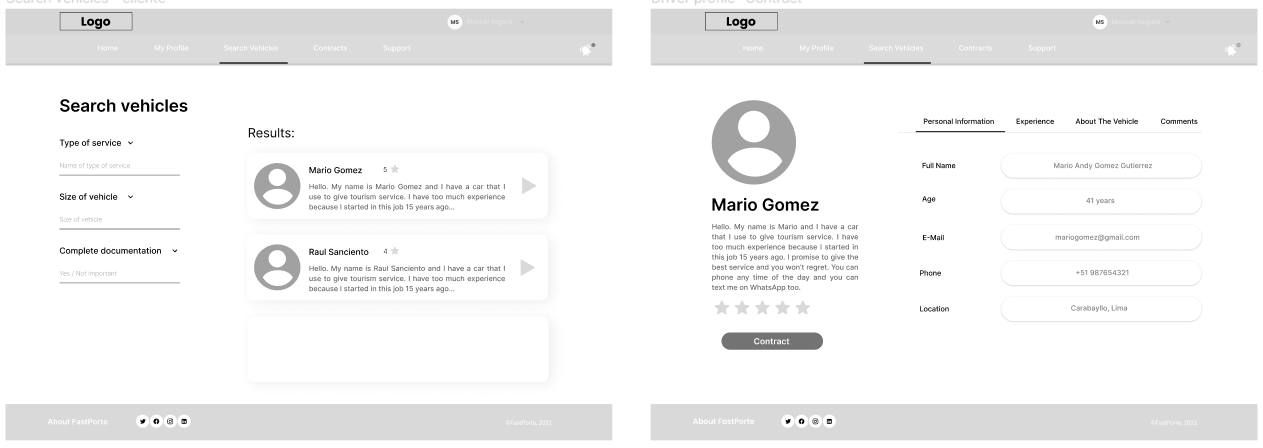 Search Vehicles - Cliente
Logo
MS
Home
My Profile
Search Vehicles
Contracts
Support
Search vehicles
Type of service
Name of type of service
Size of vehicle
Size of vehicle
Complete documentation
Yes / Not important
Results:
Mario Gomez
5
Hello. My name is Mario Gomez and I have a car that I
use to give tourism service. I have too much experience
because I started in this job 15 years ago...
Raul Sanciento
4
Hello. My name is Raul Sanciento and I have a car that I
use to give tourism service. I have too much experience
because I started in this job 15 years ago...
About FastPorte
©FastPorte, 2022.
Driver profile - Contract
Logo
MS
Home
My Profile
Search Vehicles
Contracts
Support
Mario Gomez
Hello. My name is Mario and I have a car
that I use to give tourism service. I have
too much experience because I started in
this job 15 years ago. I promise to give the
best service and you won't regret. You can
phone any time of the day and you can
text me on WhatsApp too.
Contract
Personal Information
Experience
About The Vehicle
Comments
Full Name
Mario Andy Gomez Gutierrez
Age
41 years
E-Mail
mariogomez@gmail.com
Phone
+51 987654321
Location
Carabayllo, Lima
About FastPorte
©FastPorte, 2022.